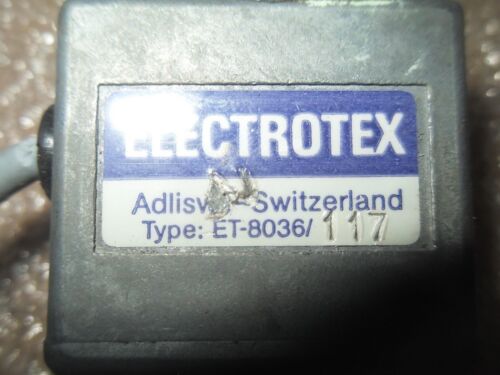 ELECTROTEX
Switzerland
Type: ET-8036/117